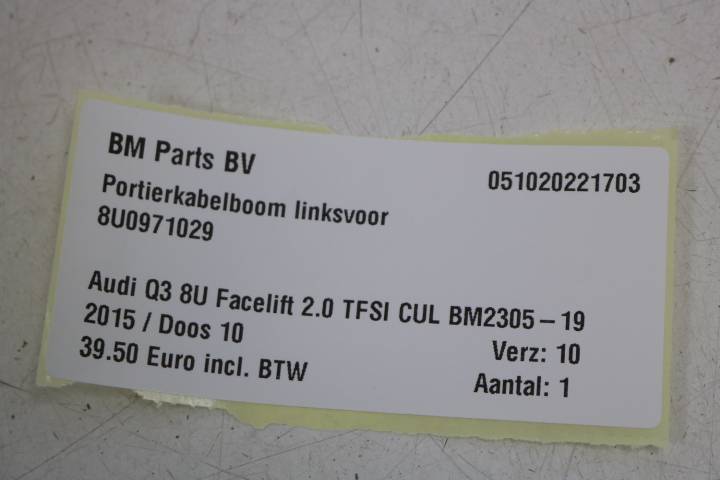 BM Parts BV
051020221703
Portierkabelboom linksvoor
8U0971029
Audi Q3 8U Facelift 2.0 TFSI CUL BM2305-19
2015 / Doos 10
Verz: 10
39.50 Euro incl. BTW
Aantal: 1